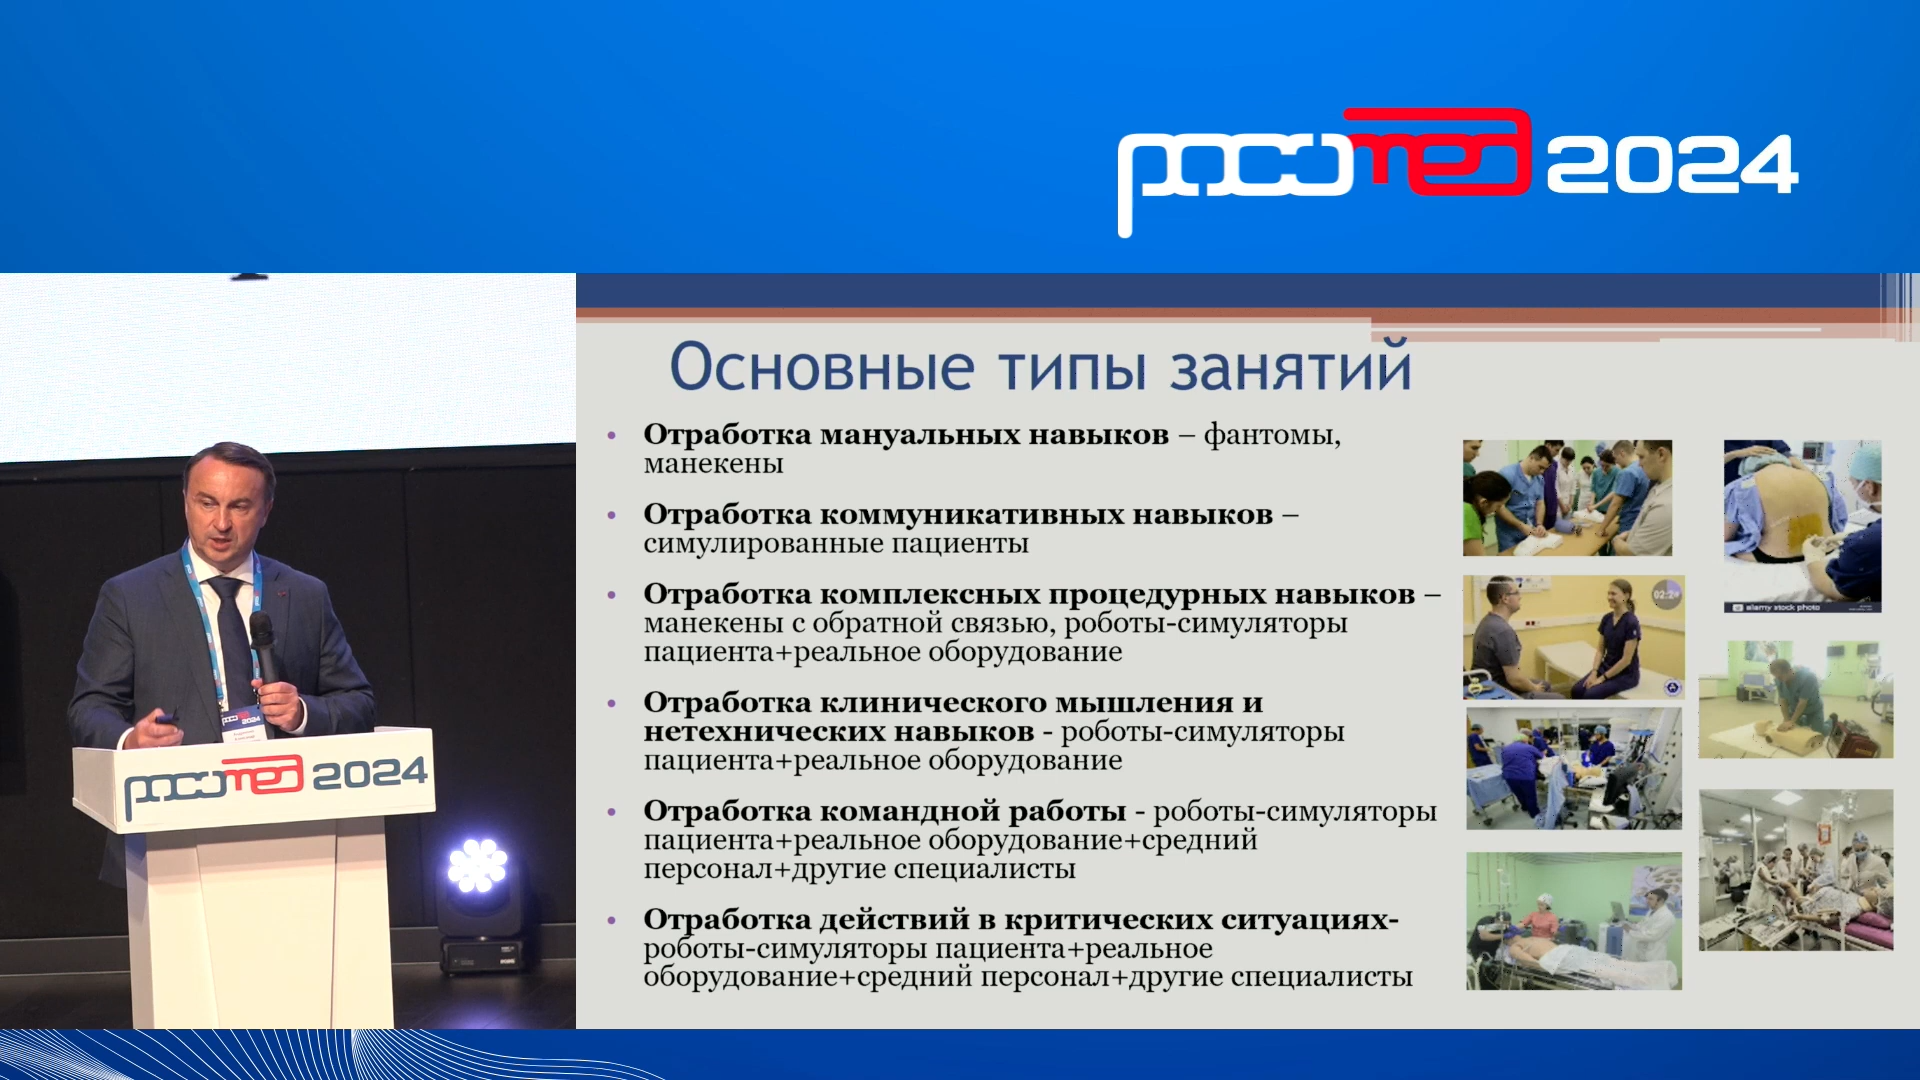 росомед 2024
Основные типы занятий
• Отработка мануальных навыков – фантомы,
манекены
• Отработка коммуникативных навыков –
симулированные пациенты
• Отработка комплексных процедурных навыков –
манекены с обратной связью, роботы-симуляторы
пациента+реальное оборудование
• Отработка клинического мышления и
нетехнических навыков - роботы-симуляторы
пациента+реальное оборудование
• Отработка командной работы - роботы-симуляторы
пациента+реальное оборудование+средний
персонал+другие специалисты
• Отработка действий в критических ситуациях-
роботы-симуляторы пациента+реальное
оборудование+средний персонал+другие специалисты
alamy stock photo
росомед 2024
2024